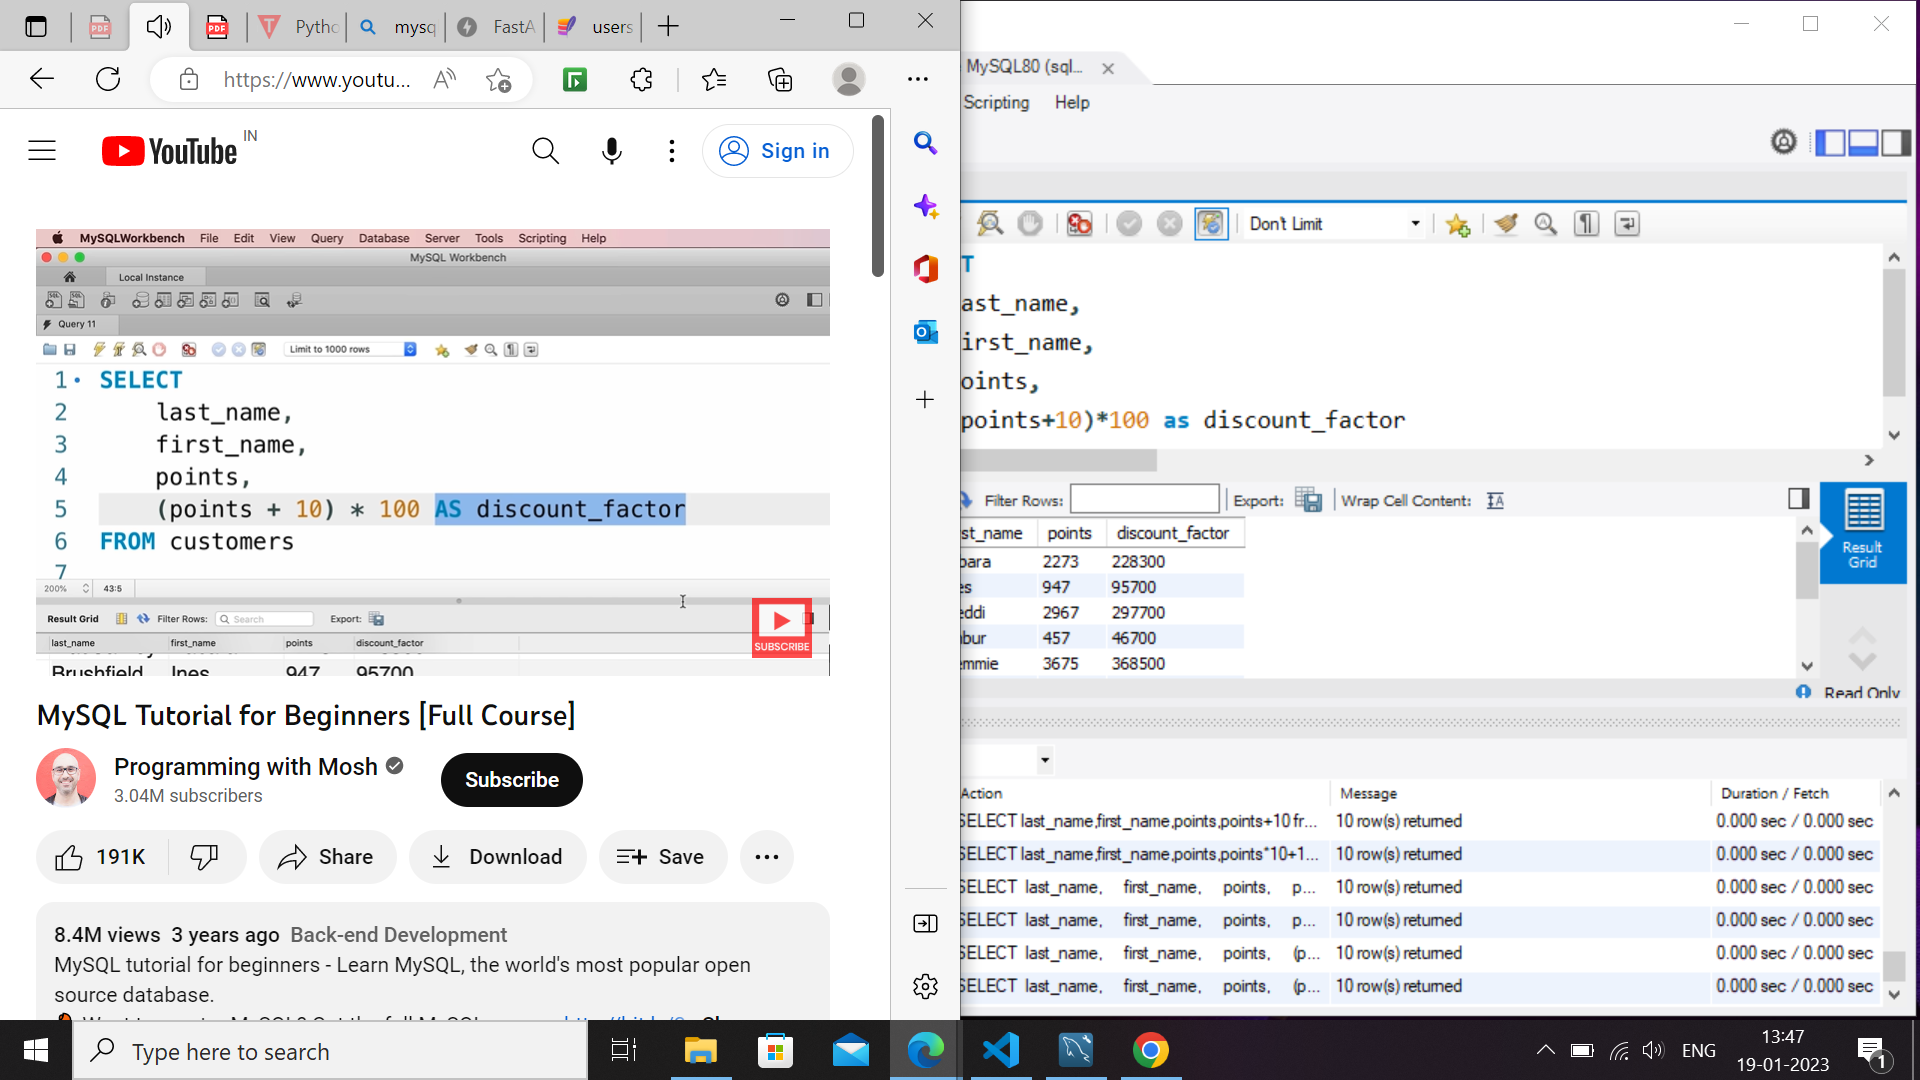 Pytho
mysq
FastA
users
https://www.youtu...
YouTube IN
Sign in
MySQLWorkbench File Edit View Query Database Server Tools Scripting Help
MySQL Workbench
Local Instance
Query 11
Limit to 1000 rows
1 SELECT
2 last_name,
3 first_name,
4 points,
5 (points + 10) * 100 AS discount_factor
6 FROM customers
7
200% 43:5
Result Grid Filter Rows: Search Export:
last_name first_name points discount_factor
Brushfield Ines 947 95700
SUBSCRIBE
MySQL Tutorial for Beginners [Full Course]
Programming with Mosh
3.04M subscribers
Subscribe
191K
Share
Download
Save
8.4M views 3 years ago Back-end Development
MySQL tutorial for beginners - Learn MySQL, the world's most popular open
source database.
MySQL80 (sql...
Scripting Help
Don't Limit
T
ast_name,
irst_name,
oints,
points+10)*100 as discount_factor
Filter Rows: Export: Wrap Cell Content:
st_name points discount_factor
bara 2273 228300
es 947 95700
eddi 2967 297700
bur 457 46700
emmie 3675 368500
Result
Grid
Read Only
Action Message Duration / Fetch
SELECT last_name,first_name,points,points+10 fr... 10 row(s) returned 0.000 sec / 0.000 sec
SELECT last_name,first_name,points,points*10+1... 10 row(s) returned 0.000 sec / 0.000 sec
SELECT last_name, first_name, points, p... 10 row(s) returned 0.000 sec / 0.000 sec
SELECT last_name, first_name, points, p... 10 row(s) returned 0.000 sec / 0.000 sec
SELECT last_name, first_name, points, (p... 10 row(s) returned 0.000 sec / 0.000 sec
SELECT last_name, first_name, points, (p... 10 row(s) returned 0.000 sec / 0.000 sec
Type here to search
ENG
13:47
19-01-2023
1